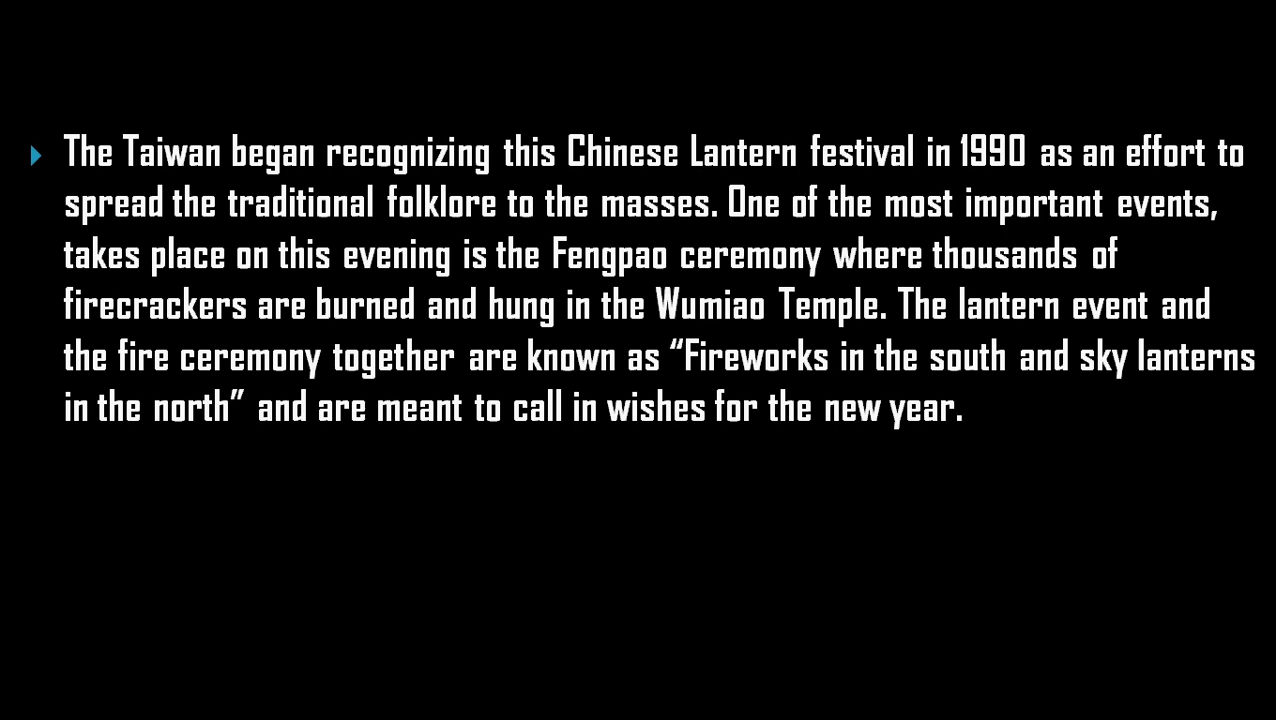 The Taiwan began recognizing this Chinese Lantern festival in 1990 as an effort to
spread the traditional folklore to the masses. One of the most important events,
takes place on this evening is the Fengpao ceremony where thousands of
firecrackers are burned and hung in the Wumiao Temple. The lantern event and
the fire ceremony together are known as “Fireworks in the south and sky lanterns
in the north” and are meant to call in wishes for the new year.